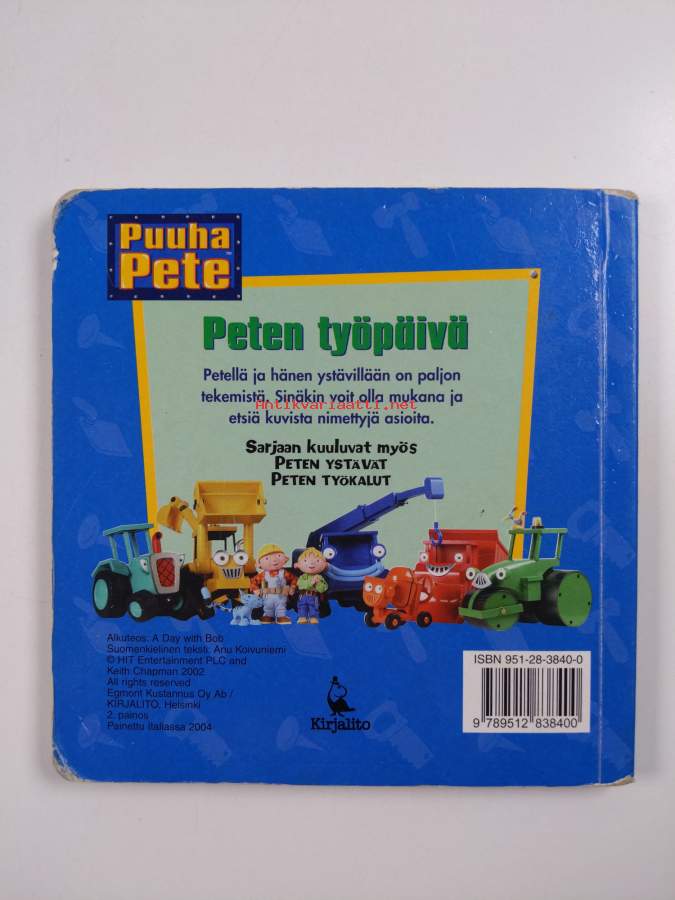 Puuha
Pete™
Peten työpäivä
Petellä ja hänen ystävillään on paljon
tekemistä. Sinäkin voit olla mukana ja
Antikvariaatti.net
etsiä kuvista nimettyjä asioita.
Sarjaan kuuluvat myös
PETEN YSTÄVÄT
PETEN TYÖKALUT
Alkuteos: A Day with Bob
Suomenkielinen teksti: Anu Koivuniemi
© HIT Entertainment PLC and
Keith Chapman 2002
All rights reserved
Egmont Kustannus Oy Ab /
KIRJALITO, Helsinki
2. painos
Painettu Italiassa 2004
Kirjalito
ISBN 951-28-3840-0
9 789512 838400